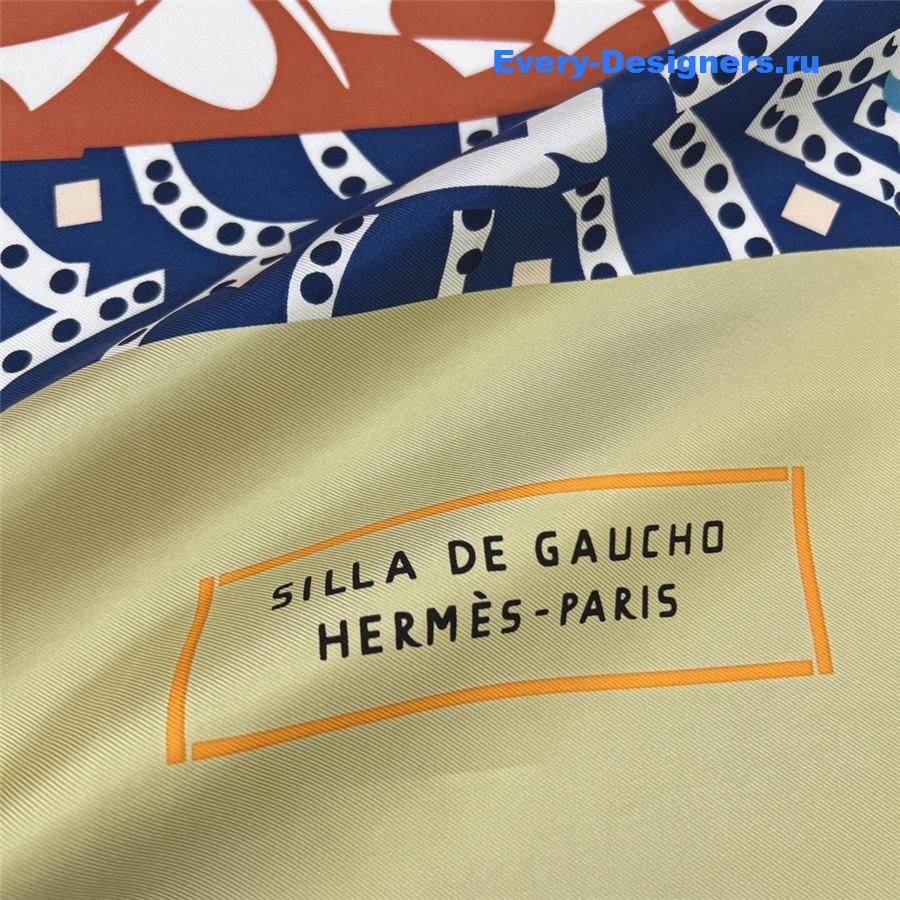 Every-Designers.ru
SILLA DE GAUCHO
HERMÈS-PARIS